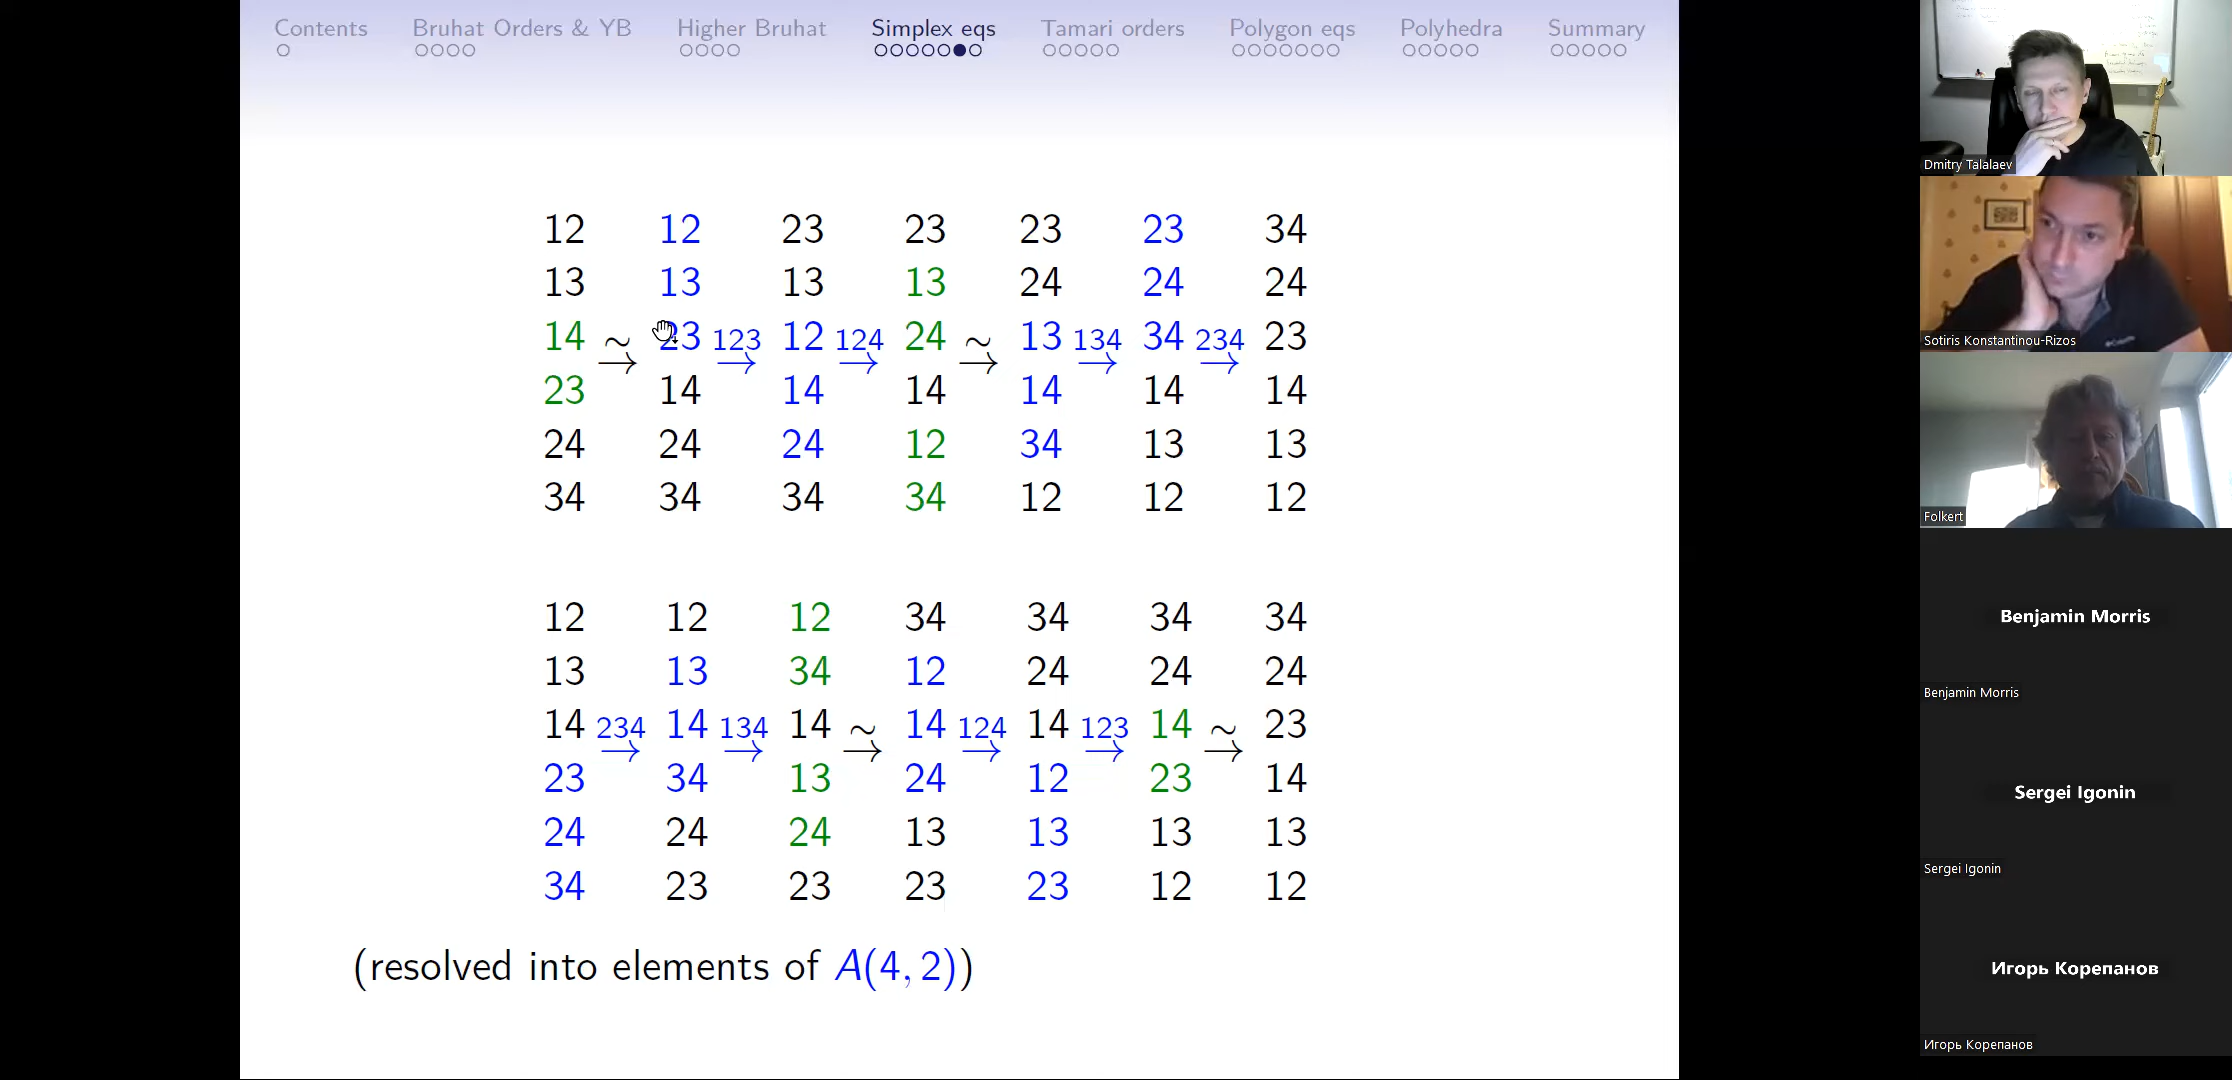 Contents Bruhat Orders & YB Higher Bruhat Simplex eqs Tamari orders Polygon eqs Polyhedra Summary
12 12 23 23 23 23 34
13 13 13 13 24 24 24
14 ∼→ 23 123→ 12 124→ 24 ∼→ 13 134→ 34 234→ 23
23 14 14 14 14 14 14
24 24 24 12 34 13 13
34 34 34 34 12 12 12
12 12 12 34 34 34 34
13 13 34 12 24 24 24
14 234→ 14 134→ 14 ∼→ 14 124→ 14 123→ 14 ∼→ 23
23 34 13 24 12 23 14
24 24 24 13 13 13 13
34 23 23 23 23 12 12
(resolved into elements of A(4, 2))
Dmitry Talalaev
Sotiris Konstantinou-Rizos
Folkert
Benjamin Morris
Benjamin Morris
Sergei Igonin
Sergei Igonin
Игорь Корепанов
Игорь Корепанов